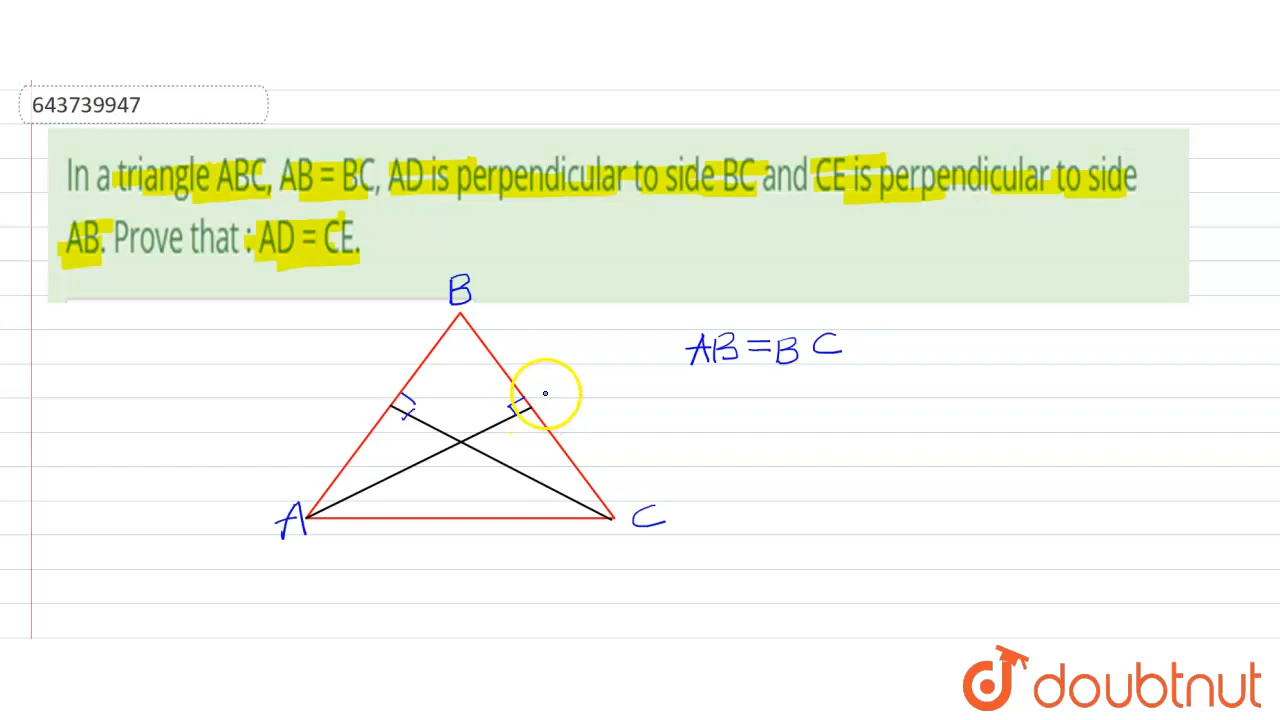 643739947
In a triangle ABC, AB = BC, AD is perpendicular to side BC and CE is perpendicular to side
AB. Prove that : AD = CE.
B
AB = BC
A
C
doubtnut